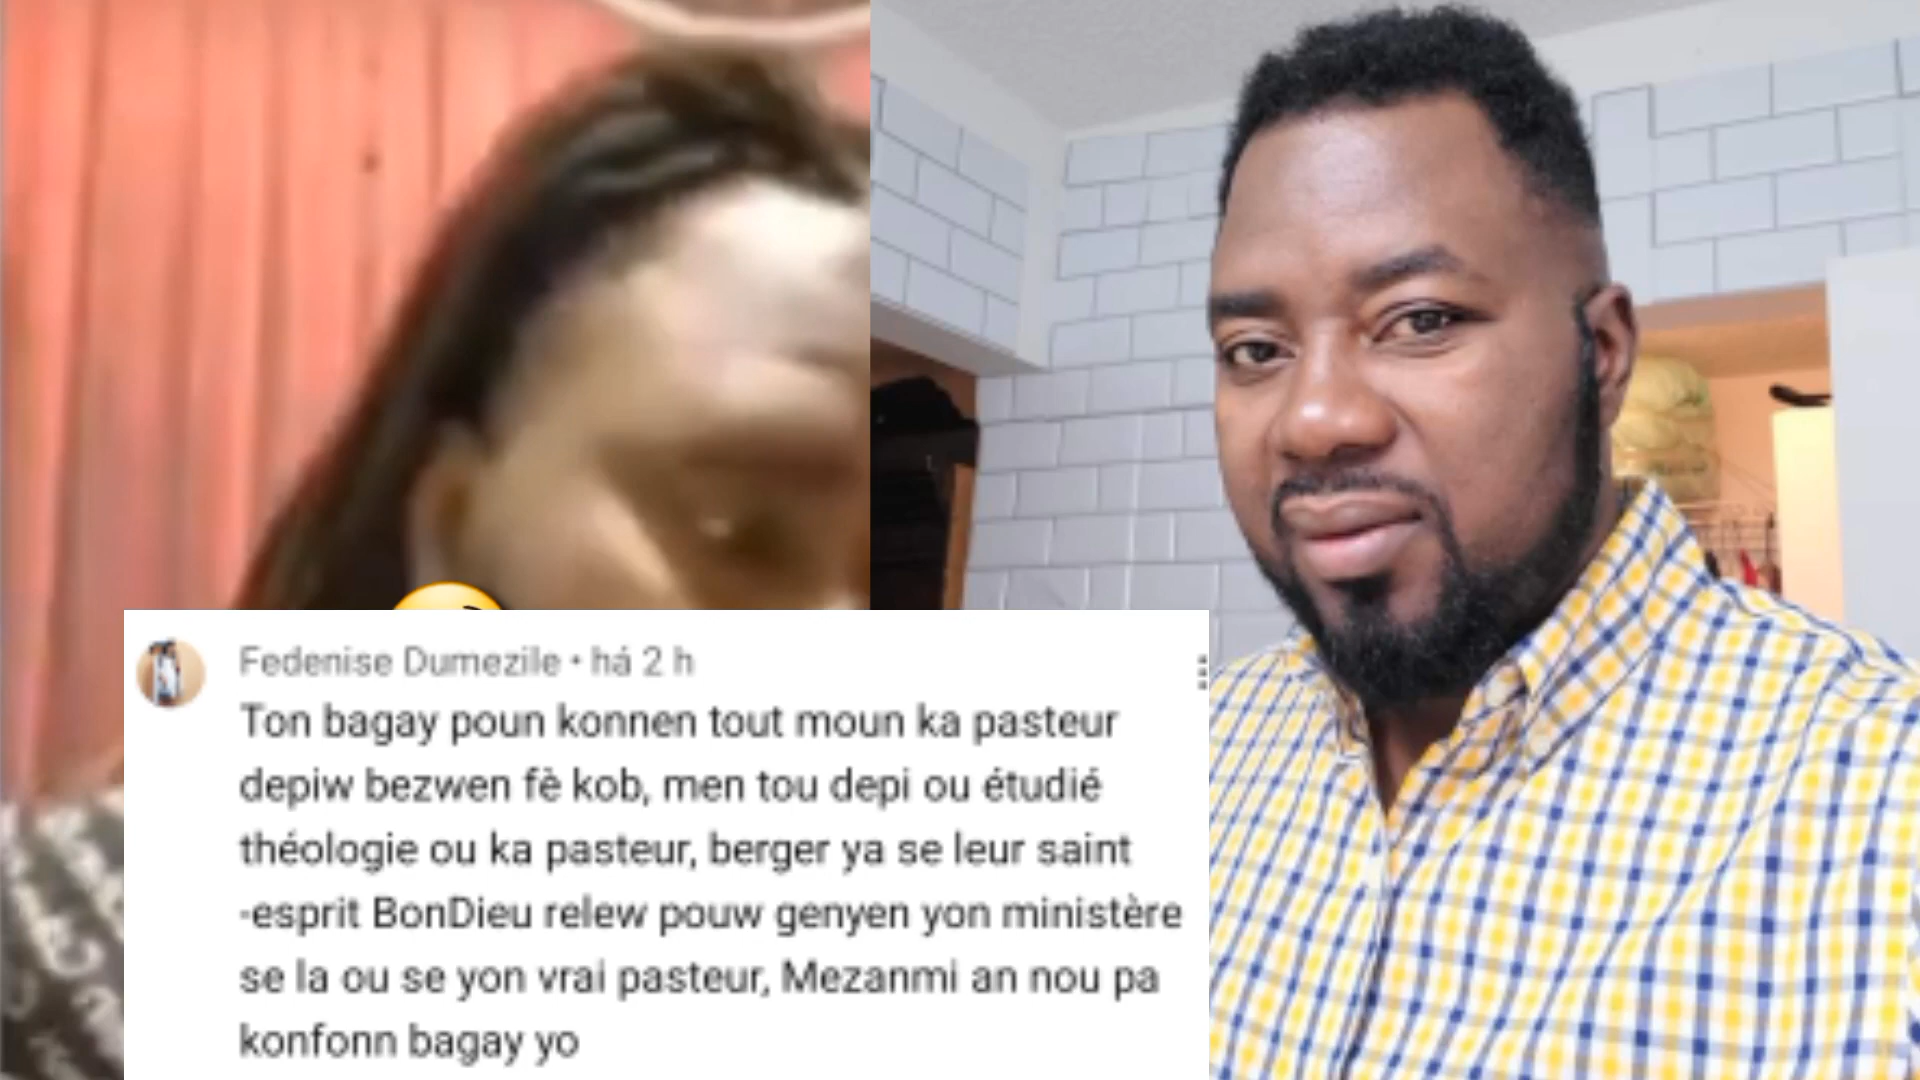 Fedenise Dumezile • há 2 h
Ton bagay poun konnen tout moun ka pasteur
depiw bezwen fè kob, men tou depi ou étudié
théologie ou ka pasteur, berger ya se leur saint
-esprit BonDieu relew pouw genyen yon ministère
se la ou se yon vrai pasteur, Mezanmi an nou pa
konfonn bagay yo